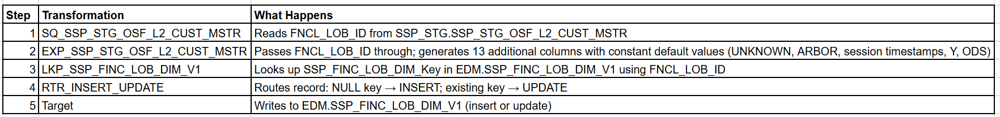 Step Transformation What Happens
1 SQ_SSP_STG_OSF_L2_CUST_MSTR Reads FNCL_LOB_ID from SSP_STG.SSP_STG_OSF_L2_CUST_MSTR
2 EXP_SSP_STG_OSF_L2_CUST_MSTR Passes FNCL_LOB_ID through; generates 13 additional columns with constant default values (UNKNOWN, ARBOR, session timestamps, Y, ODS)
3 LKP_SSP_FINC_LOB_DIM_V1 Looks up SSP_FINC_LOB_DIM_Key in EDM.SSP_FINC_LOB_DIM_V1 using FNCL_LOB_ID
4 RTR_INSERT_UPDATE Routes record: NULL key → INSERT; existing key → UPDATE
5 Target Writes to EDM.SSP_FINC_LOB_DIM_V1 (insert or update)